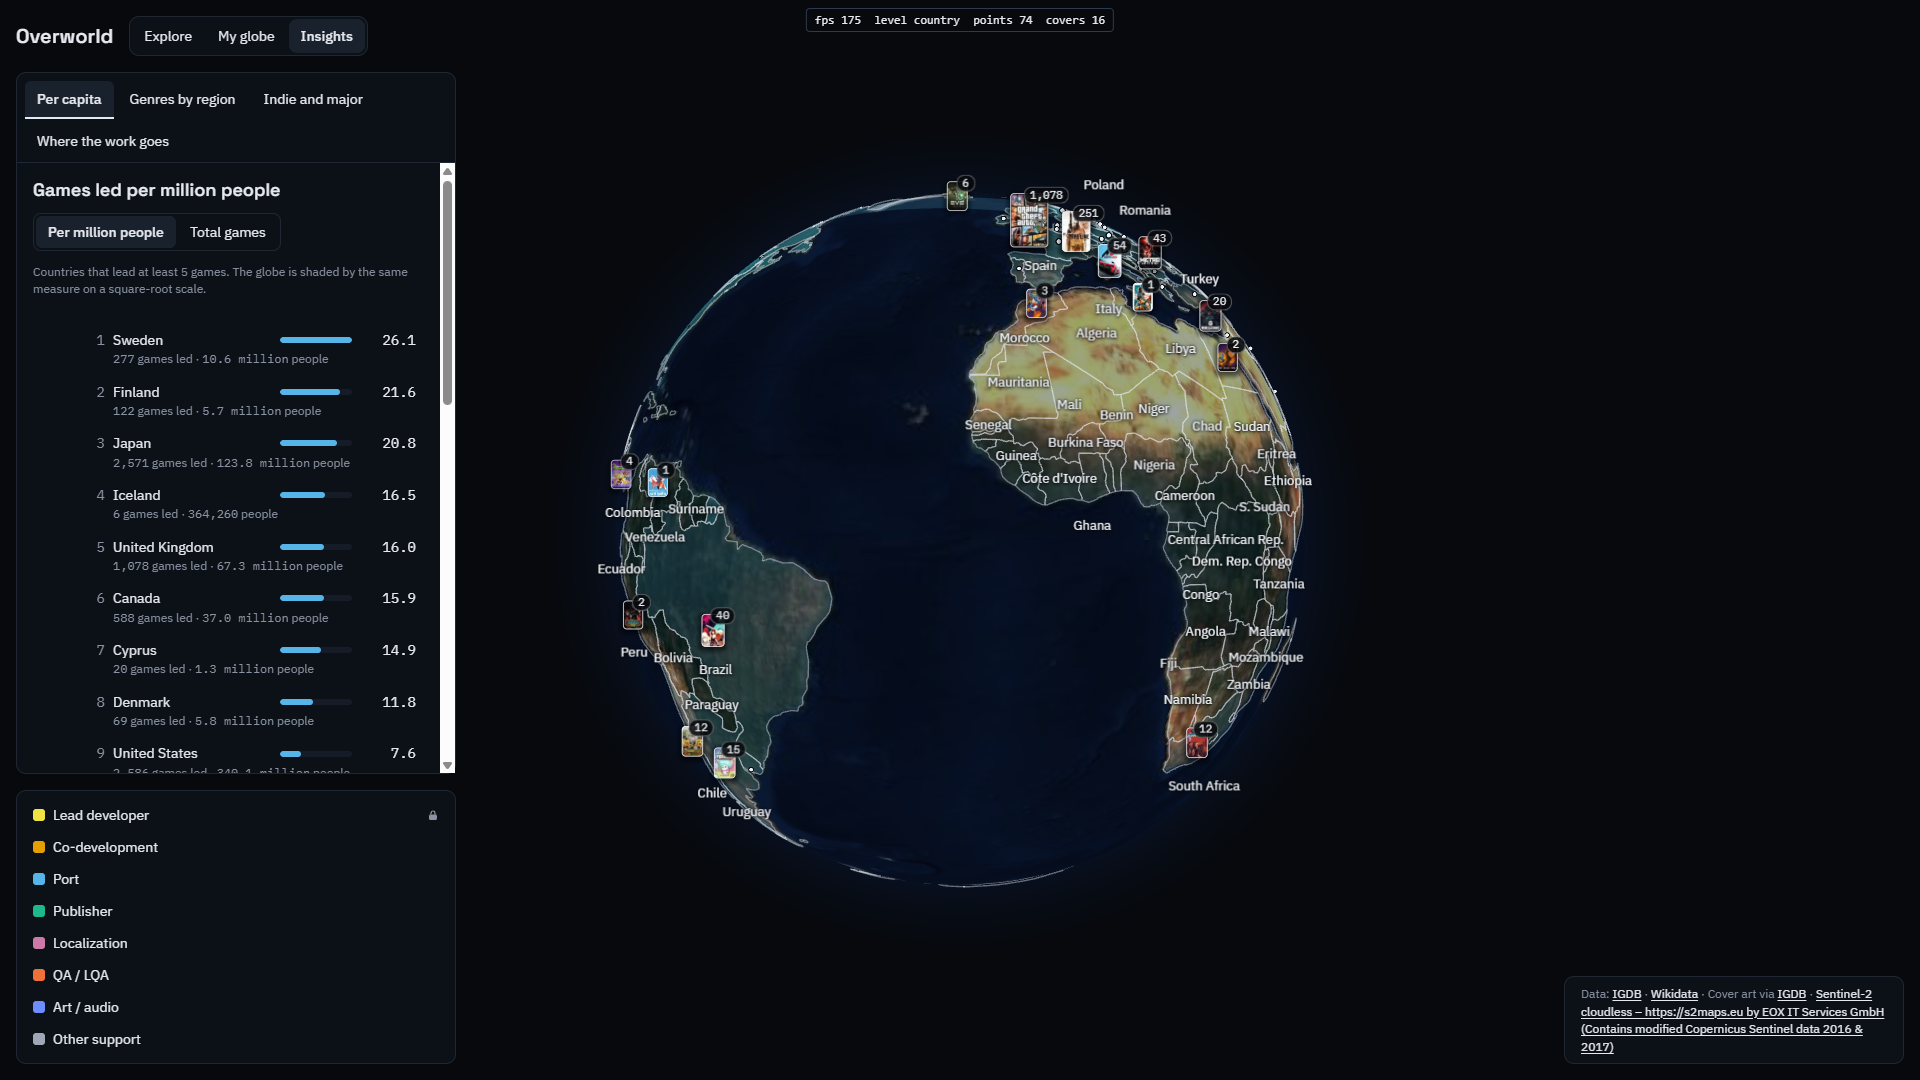 Overworld
Explore
My globe
Insights
fps 175 level country points 74 covers 16
Per capita
Genres by region
Indie and major
Where the work goes
Games led per million people
Per million people
Total games
Countries that lead at least 5 games. The globe is shaded by the same
measure on a square-root scale.
1 Sweden 26.1
277 games led · 10.6 million people
2 Finland 21.6
122 games led · 5.7 million people
3 Japan 20.8
2,571 games led · 123.8 million people
4 Iceland 16.5
6 games led · 364,260 people
5 United Kingdom 16.0
1,078 games led · 67.3 million people
6 Canada 15.9
588 games led · 37.0 million people
7 Cyprus 14.9
20 games led · 1.3 million people
8 Denmark 11.8
69 games led · 5.8 million people
9 United States 7.6
2,586 games led · 340.1 million people
Lead developer
Co-development
Port
Publisher
Localization
QA / LQA
Art / audio
Other support
6
1,078
Poland
251
Romania
54
43
Spain
Turkey
3
1
20
Italy
Morocco
Algeria
Libya
2
Mauritania
Mali
Benin
Niger
Senegal
Chad
Sudan
Burkina Faso
Guinea
Eritrea
Nigeria
Côte d'Ivoire
Ethiopia
Cameroon
S. Sudan
Ghana
Central African Rep.
Dem. Rep. Congo
Tanzania
Congo
Angola
Malawi
Fiji
Mozambique
Zambia
Namibia
12
South Africa
4
1
Colombia
Suriname
Venezuela
Ecuador
2
40
Peru
Bolivia
Brazil
Paraguay
12
15
Chile
Uruguay
Data: IGDB · Wikidata · Cover art via IGDB · Sentinel-2
cloudless – https://s2maps.eu by EOX IT Services GmbH
(Contains modified Copernicus Sentinel data 2016 &
2017)